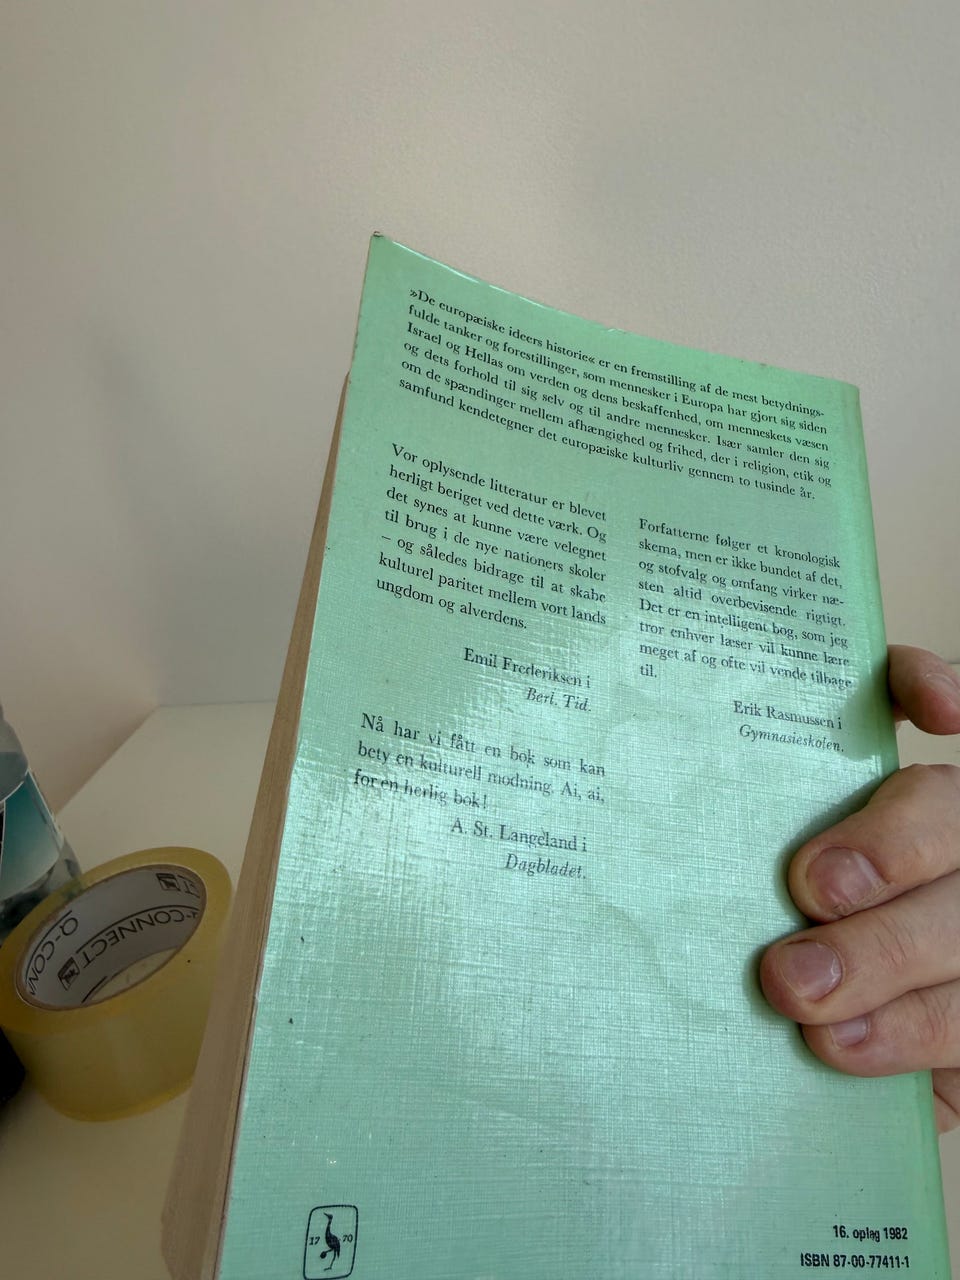 »De europæiske ideers historie« er en fremstilling af de mest betydnings-
fulde tanker og forestillinger, som mennesker i Europa har gjort sig siden
Israel og Hellas om verden og dens beskaffenhed, om menneskets væsen
og dets forhold til sig selv og til andre mennesker. Især samler den sig
om de spændinger mellem afhængighed og frihed, der i religion, etik og
samfund kendetegner det europæiske kulturliv gennem to tusinde år.
Vor oplysende litteratur er blevet
herligt beriget ved dette værk. Og
det synes at kunne være velegnet
til brug i de nye nationers skoler
– og således bidrage til at skabe
kulturel paritet mellem vort lands
ungdom og alverdens.
Emil Frederiksen i
Berl. Tid.
Nå har vi fått en bok som kan
bety en kulturell modning. Ai, ai,
for en herlig bok!
A. St. Langeland i
Dagbladet.
Forfatterne følger et kronologisk
skema, men er ikke bundet af det,
og stofvalg og omfang virker næ-
sten altid overbevisende rigtigt.
Det er en intelligent bog, som jeg
tror enhver læser vil kunne lære
meget af og ofte vil vende tilbage
til.
Erik Rasmussen i
Gymnasieskolen.
17 70
16. oplag 1982
ISBN 87-00-77411-1
Q-CONNECT
Q-CON